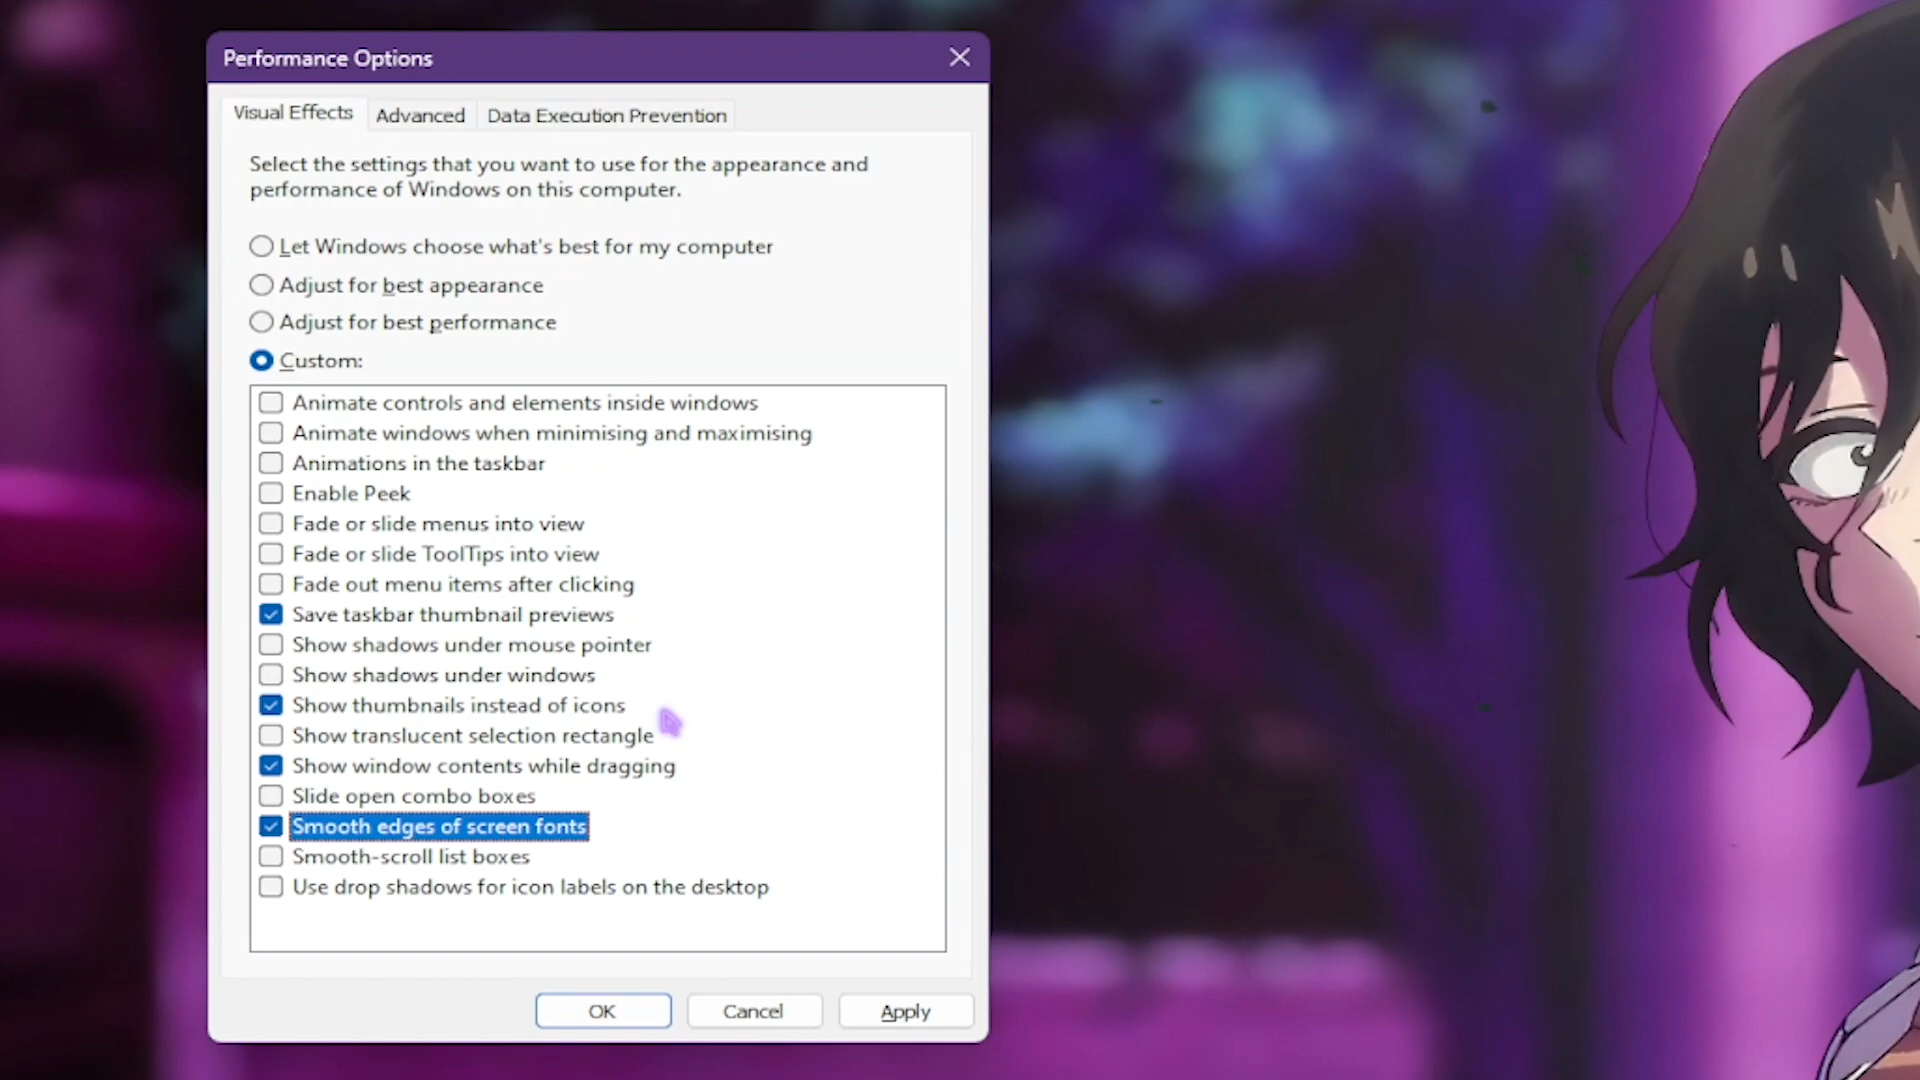 Performance Options
Visual Effects
Advanced
Data Execution Prevention
Select the settings that you want to use for the appearance and
performance of Windows on this computer.
Let Windows choose what's best for my computer
Adjust for best appearance
Adjust for best performance
Custom:
Animate controls and elements inside windows
Animate windows when minimising and maximising
Animations in the taskbar
Enable Peek
Fade or slide menus into view
Fade or slide ToolTips into view
Fade out menu items after clicking
Save taskbar thumbnail previews
Show shadows under mouse pointer
Show shadows under windows
Show thumbnails instead of icons
Show translucent selection rectangle
Show window contents while dragging
Slide open combo boxes
Smooth edges of screen fonts
Smooth-scroll list boxes
Use drop shadows for icon labels on the desktop
OK
Cancel
Apply